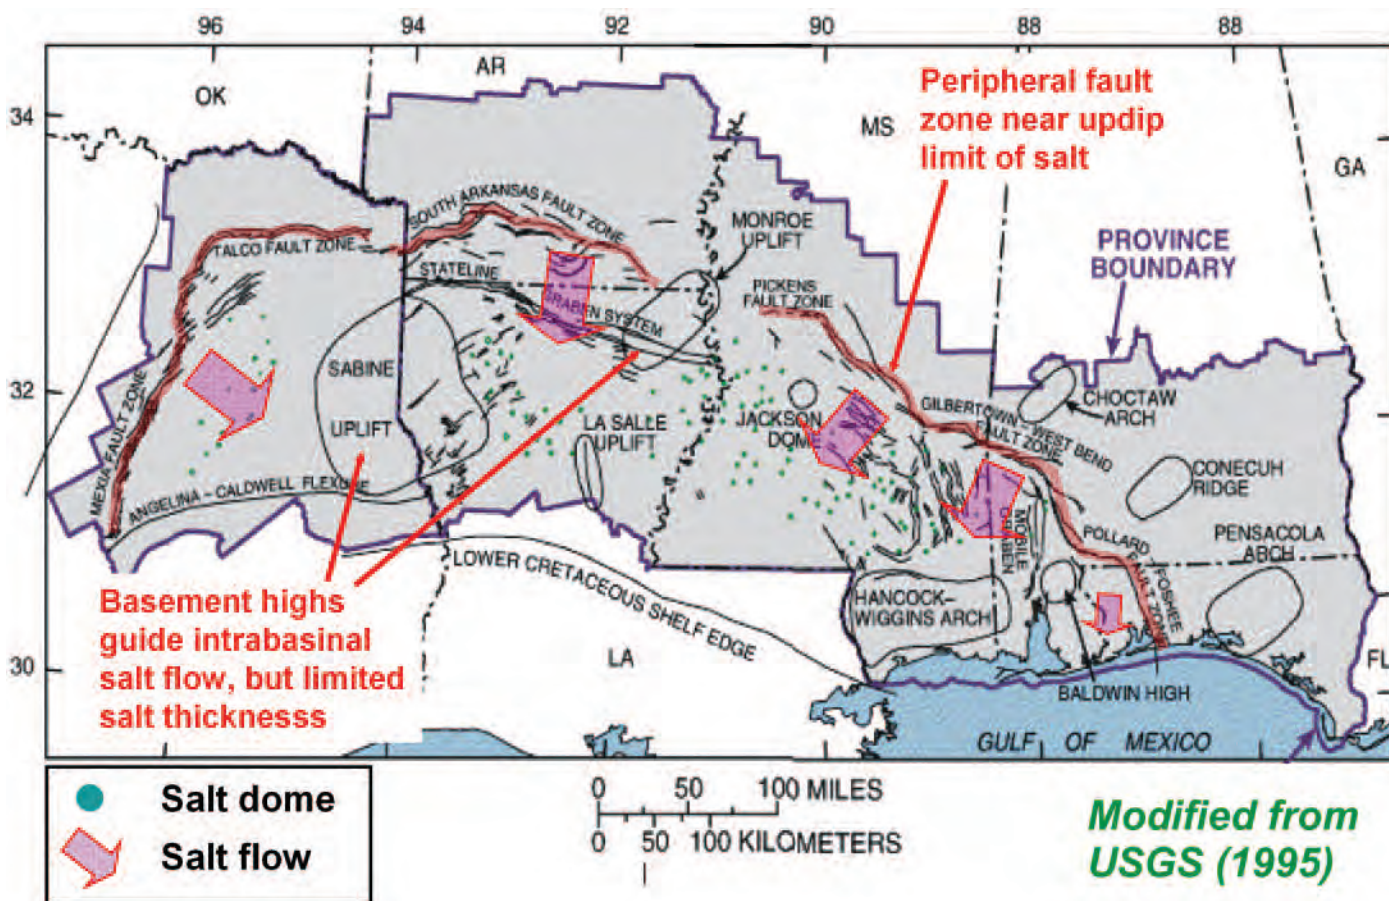 96
94
92
90
88
88
34
32
30
OK
AR
MS
GA
LA
FL
Peripheral fault
zone near updip
limit of salt
PROVINCE
BOUNDARY
MONROE
UPLIFT
SOUTH ARKANSAS FAULT ZONE
TALCO FAULT ZONE
STATELINE
GRABEN SYSTEM
PICKENS
FAULT ZONE
SABINE
UPLIFT
MEXIA FAULT ZONE
ANGELINA – CALDWELL FLEXURE
LA SALLE
UPLIFT
JACKSON
DOME
GILBERTOWN – WEST BEND
FAULT ZONE
CHOCTAW
ARCH
CONECUH
RIDGE
MOBILE
GRABEN
POLLARD
FOSHEE
FAULT ZONE
PENSACOLA
ARCH
LOWER CRETACEOUS SHELF EDGE
HANCOCK–
WIGGINS ARCH
BALDWIN HIGH
Basement highs
guide intrabasinal
salt flow, but limited
salt thicknesss
GULF OF MEXICO
Salt dome
Salt flow
0 50 100 MILES
0 50 100 KILOMETERS
Modified from
USGS (1995)